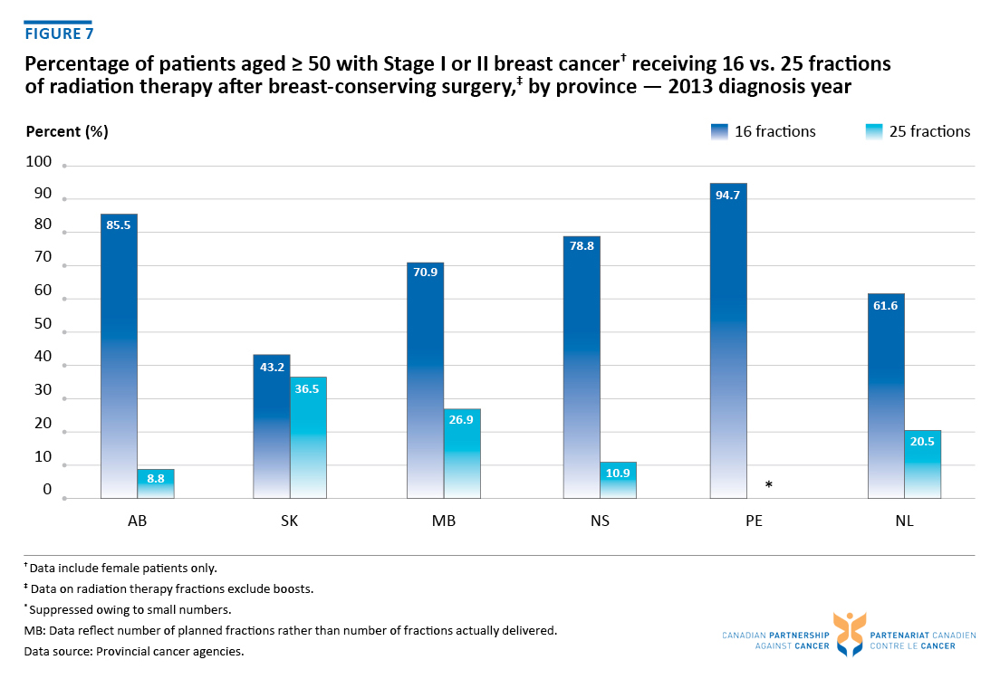 FIGURE 7
Percentage of patients aged ≥ 50 with Stage I or II breast cancer† receiving 16 vs. 25 fractions
of radiation therapy after breast-conserving surgery,‡ by province — 2013 diagnosis year
Percent (%)
16 fractions
25 fractions
100
90
80
70
60
50
40
30
20
10
0
85.5
8.8
43.2
36.5
70.9
26.9
78.8
10.9
94.7
*
61.6
20.5
AB
SK
MB
NS
PE
NL
† Data include female patients only.
‡ Data on radiation therapy fractions exclude boosts.
* Suppressed owing to small numbers.
MB: Data reflect number of planned fractions rather than number of fractions actually delivered.
Data source: Provincial cancer agencies.
CANADIAN PARTNERSHIP
AGAINST CANCER
PARTENARIAT CANADIEN
CONTRE LE CANCER